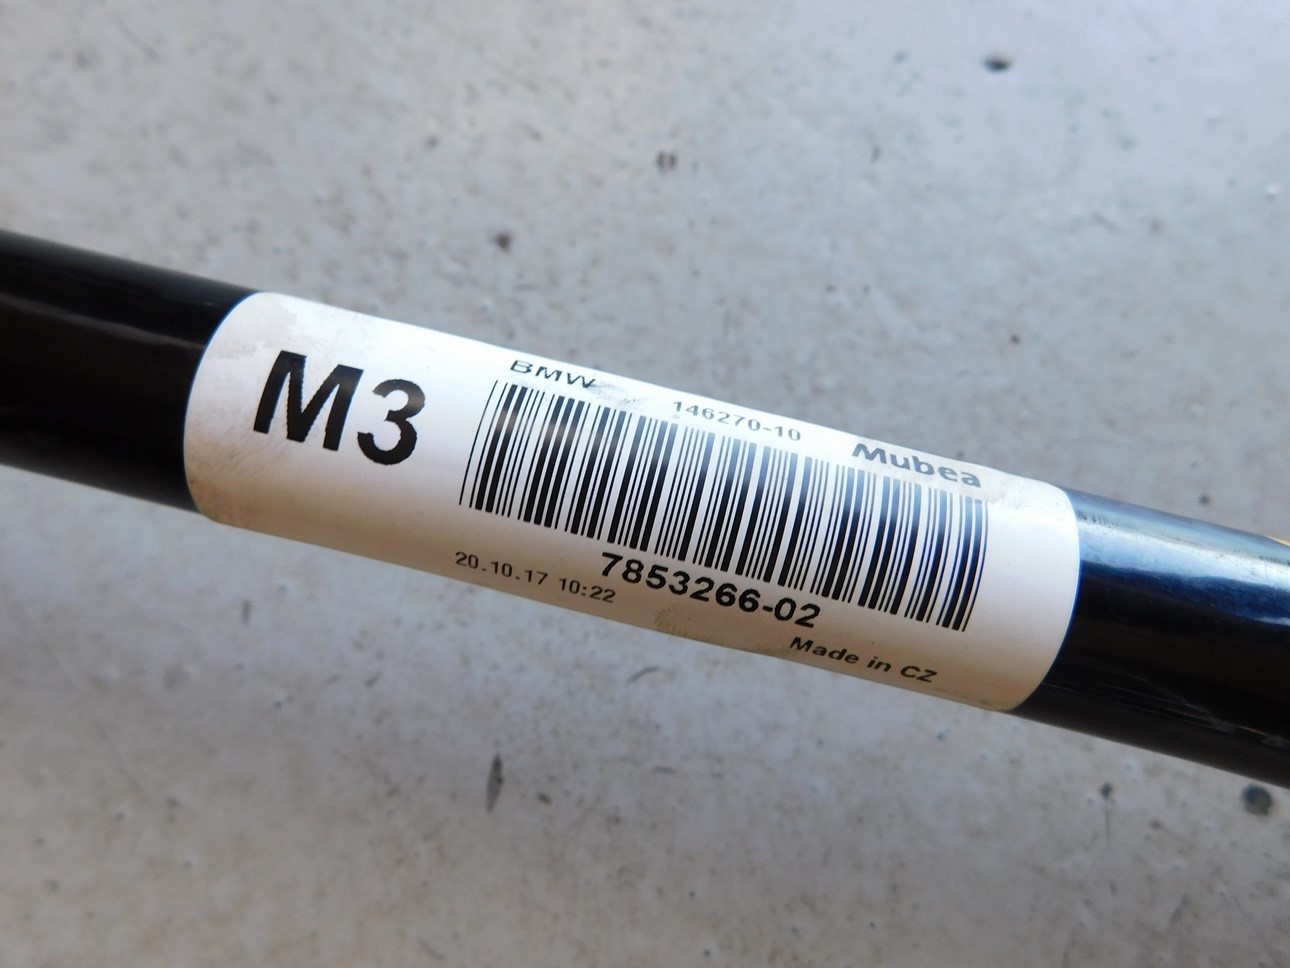 M3
BMW 146270-10 Mubea
7853266-02
20.10.17 10:22
Made in CZ